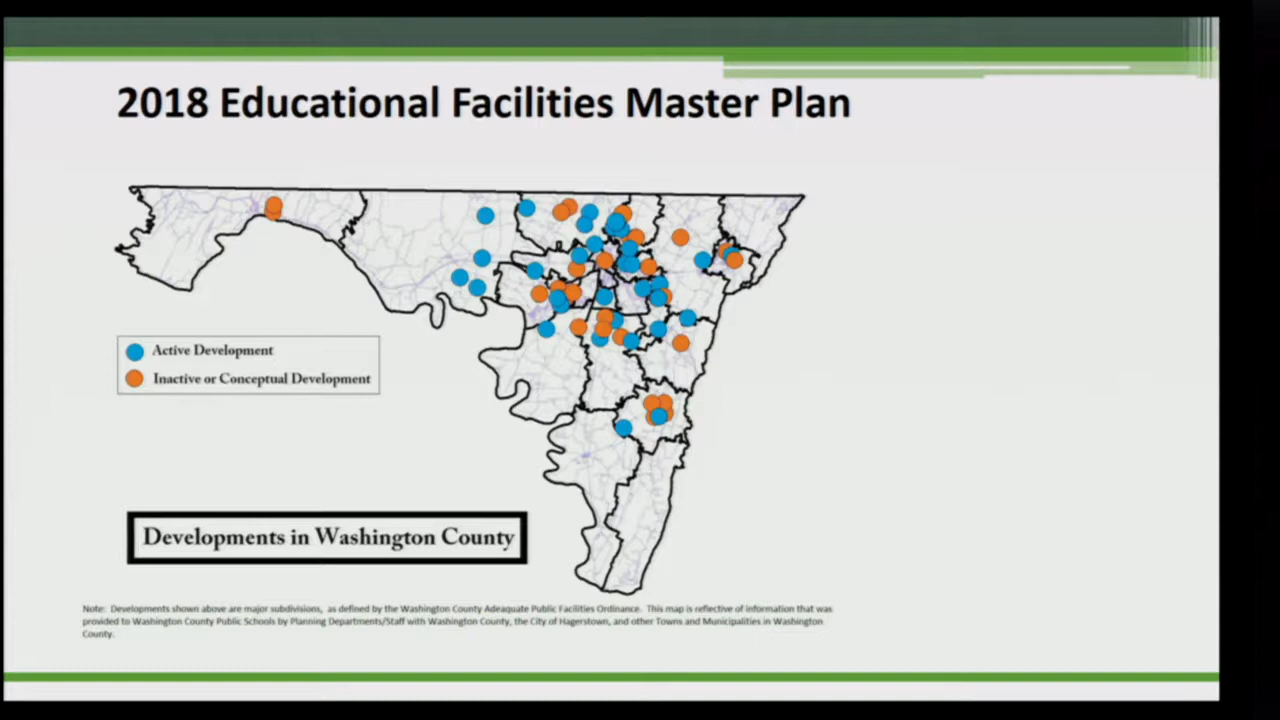 2018 Educational Facilities Master Plan
Active Development
Inactive or Conceptual Development
Developments in Washington County
Note: Developments shown above are major subdivisions, as defined by the Washington County Adeaquate Public Facilities Ordinance. This map is reflective of information that was
provided to Washington County Public Schools by Planning Departments/Staff with Washington County, the City of Hagerstown, and other Towns and Municipalities in Washington
County.